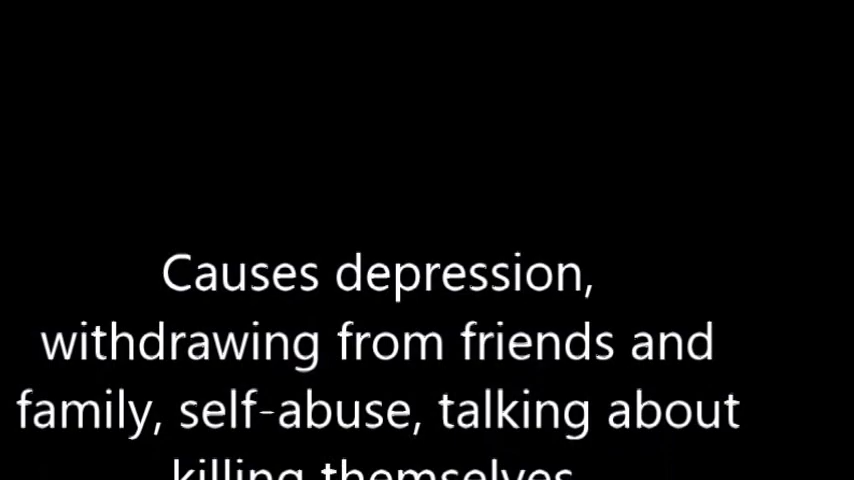 Causes depression,
withdrawing from friends and
family, self-abuse, talking about
killing themselves